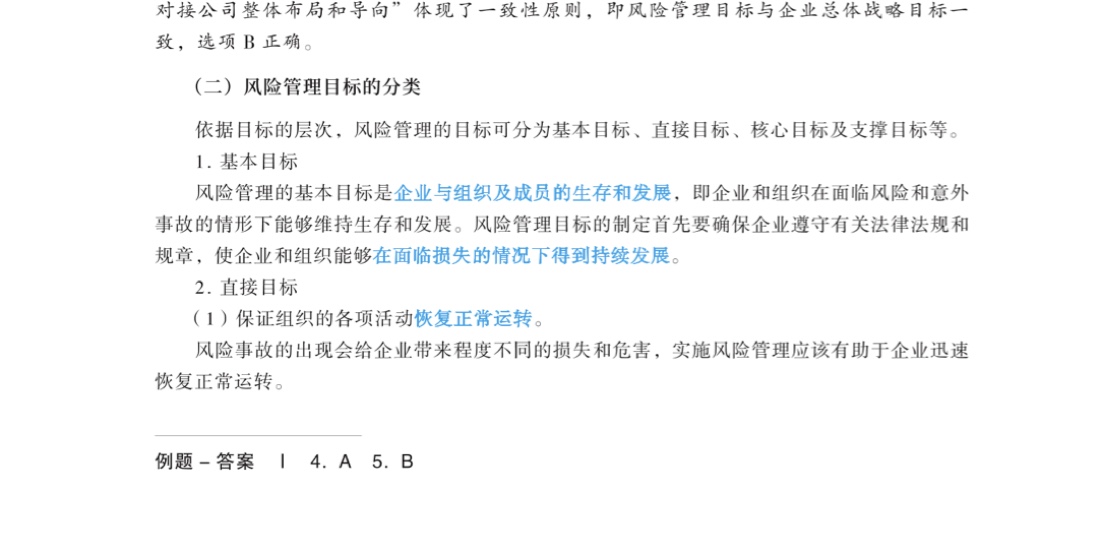 对接公司整体布局和导向”体现了一致性原则，即风险管理目标与企业总体战略目标一
致，选项 B 正确。
（二）风险管理目标的分类
依据目标的层次，风险管理的目标可分为基本目标、直接目标、核心目标及支撑目标等。
1. 基本目标
风险管理的基本目标是企业与组织及成员的生存和发展，即企业和组织在面临风险和意外
事故的情形下能够维持生存和发展。风险管理目标的制定首先要确保企业遵守有关法律法规和
规章，使企业和组织能够在面临损失的情况下得到持续发展。
2. 直接目标
（1）保证组织的各项活动恢复正常运转。
风险事故的出现会给企业带来程度不同的损失和危害，实施风险管理应该有助于企业迅速
恢复正常运转。
例题 – 答案 | 4. A 5. B